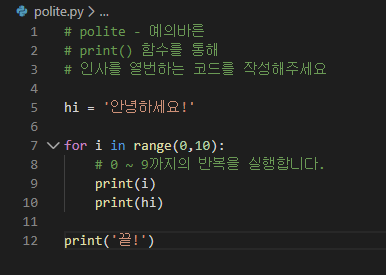 polite.py > ...
1 # polite - 예의바른
2 # print() 함수를 통해
3 # 인사를 열번하는 코드를 작성해주세요
4
5 hi = '안녕하세요!'
6
7 for i in range(0,10):
8 # 0 ~ 9까지의 반복을 실행합니다.
9 print(i)
10 print(hi)
11
12 print('끝!')